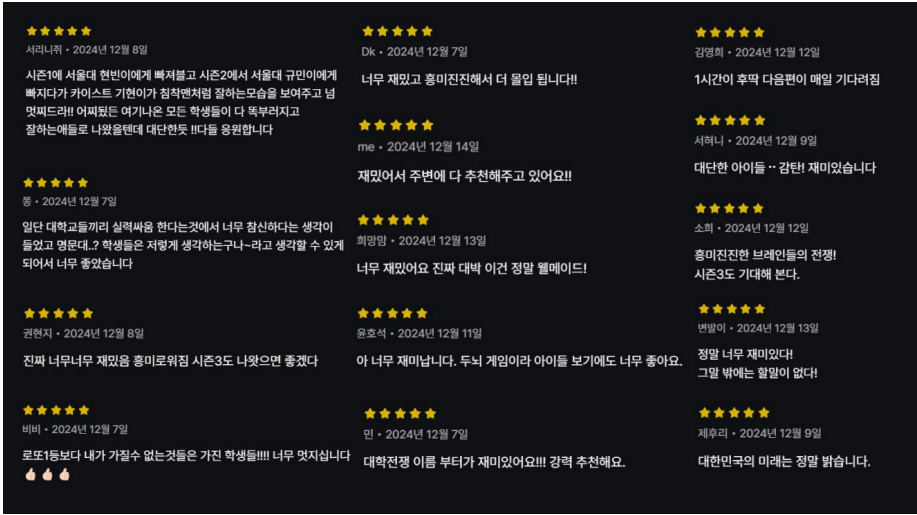 서리니쮜 • 2024년 12월 8일
시즌1에 서울대 현빈이에게 빠져블고 시즌2에서 서울대 규민이에게
빠지다가 카이스트 기현이가 침착맨처럼 잘하는모습을 보여주고 넘
멋찌드라!! 어찌됬든 여기나온 모든 학생들이 다 똑부러지고
잘하는애들로 나왔을텐데 대단한듯 !!다들 응원합니다
쫑 • 2024년 12월 7일
일단 대학교들끼리 실력싸움 한다는것에서 너무 참신하다는 생각이
들었고 명문대..? 학생들은 저렇게 생각하는구나~라고 생각할 수 있게
되어서 너무 좋았습니다
권현지 • 2024년 12월 8일
진짜 너무너무 재밌음 흥미로워짐 시즌3도 나왓으면 좋겠다
비비 • 2024년 12월 7일
로또1등보다 내가 가질수 없는것들은 가진 학생들!!!! 너무 멋지십니다
👍🏻👍🏻👍🏻
Dk • 2024년 12월 7일
너무 재밌고 흥미진진해서 더 몰입 됩니다!!
me • 2024년 12월 14일
재밌어서 주변에 다 추천해주고 있어요!!
희망맘 • 2024년 12월 13일
너무 재밌어요 진짜 대박 이건 정말 웰메이드!
윤호석 • 2024년 12월 11일
아 너무 재미납니다. 두뇌 게임이라 아이들 보기에도 너무 좋아요.
민 • 2024년 12월 7일
대학전쟁 이름 부터가 재미있어요!!! 강력 추천해요.
김영희 • 2024년 12월 12일
1시간이 후딱 다음편이 매일 기다려짐
서혀니 • 2024년 12월 9일
대단한 아이들 ·· 감탄! 재미있습니다
소희 • 2024년 12월 12일
흥미진진한 브레인들의 전쟁!
시즌3도 기대해 본다.
변발이 • 2024년 12월 13일
정말 너무 재미있다!
그말 밖에는 할말이 없다!
제후리 • 2024년 12월 9일
대한민국의 미래는 정말 밝습니다.